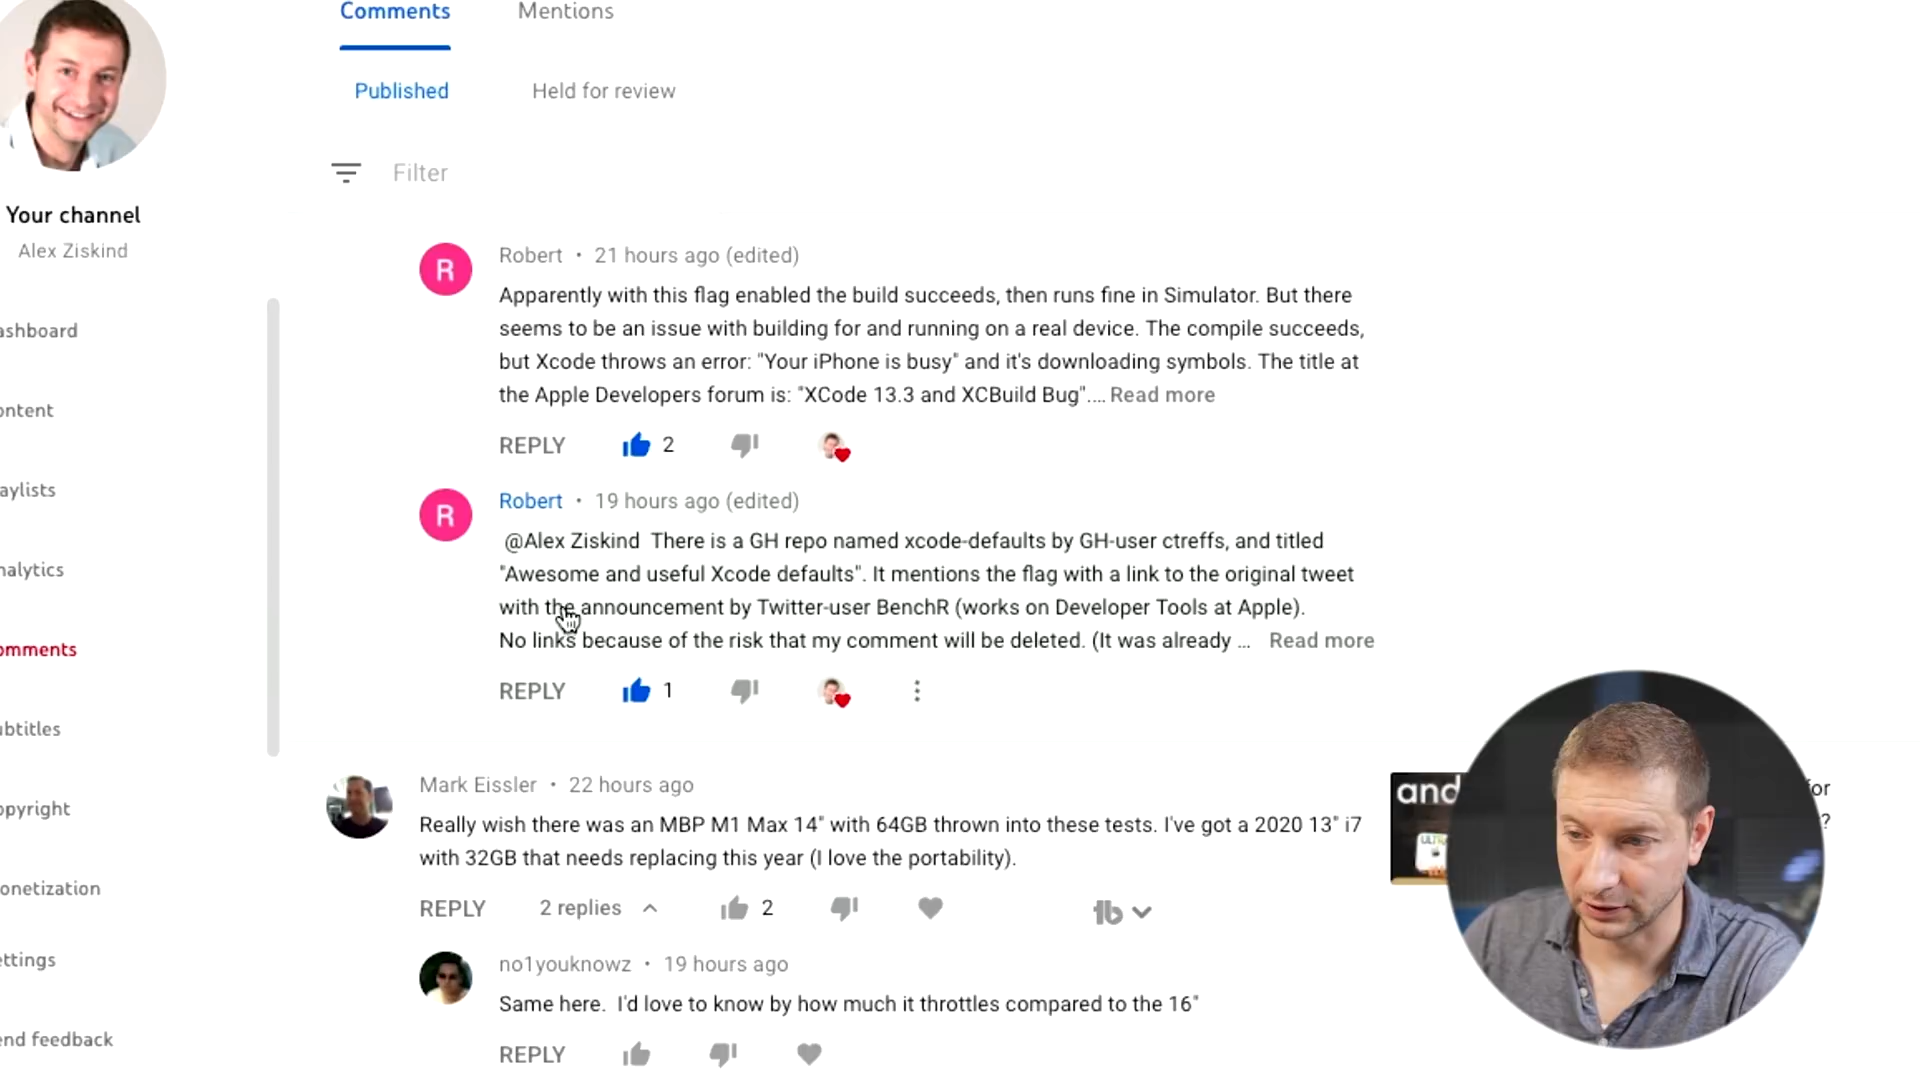 Comments
Mentions
Published
Held for review
Filter
Your channel
Alex Ziskind
ashboard
ontent
aylists
nalytics
omments
ubtitles
opyright
onetization
ettings
end feedback
R
Robert • 21 hours ago (edited)
Apparently with this flag enabled the build succeeds, then runs fine in Simulator. But there
seems to be an issue with building for and running on a real device. The compile succeeds,
but Xcode throws an error: "Your iPhone is busy" and it's downloading symbols. The title at
the Apple Developers forum is: "XCode 13.3 and XCBuild Bug".... Read more
REPLY 2
R
Robert • 19 hours ago (edited)
@Alex Ziskind There is a GH repo named xcode-defaults by GH-user ctreffs, and titled
"Awesome and useful Xcode defaults". It mentions the flag with a link to the original tweet
with the announcement by Twitter-user BenchR (works on Developer Tools at Apple).
No links because of the risk that my comment will be deleted. (It was already ... Read more
REPLY 1
Mark Eissler • 22 hours ago
Really wish there was an MBP M1 Max 14" with 64GB thrown into these tests. I've got a 2020 13" i7
with 32GB that needs replacing this year (I love the portability).
REPLY 2 replies 2
tb
and
or
?
no1youknowz • 19 hours ago
Same here. I'd love to know by how much it throttles compared to the 16"
REPLY